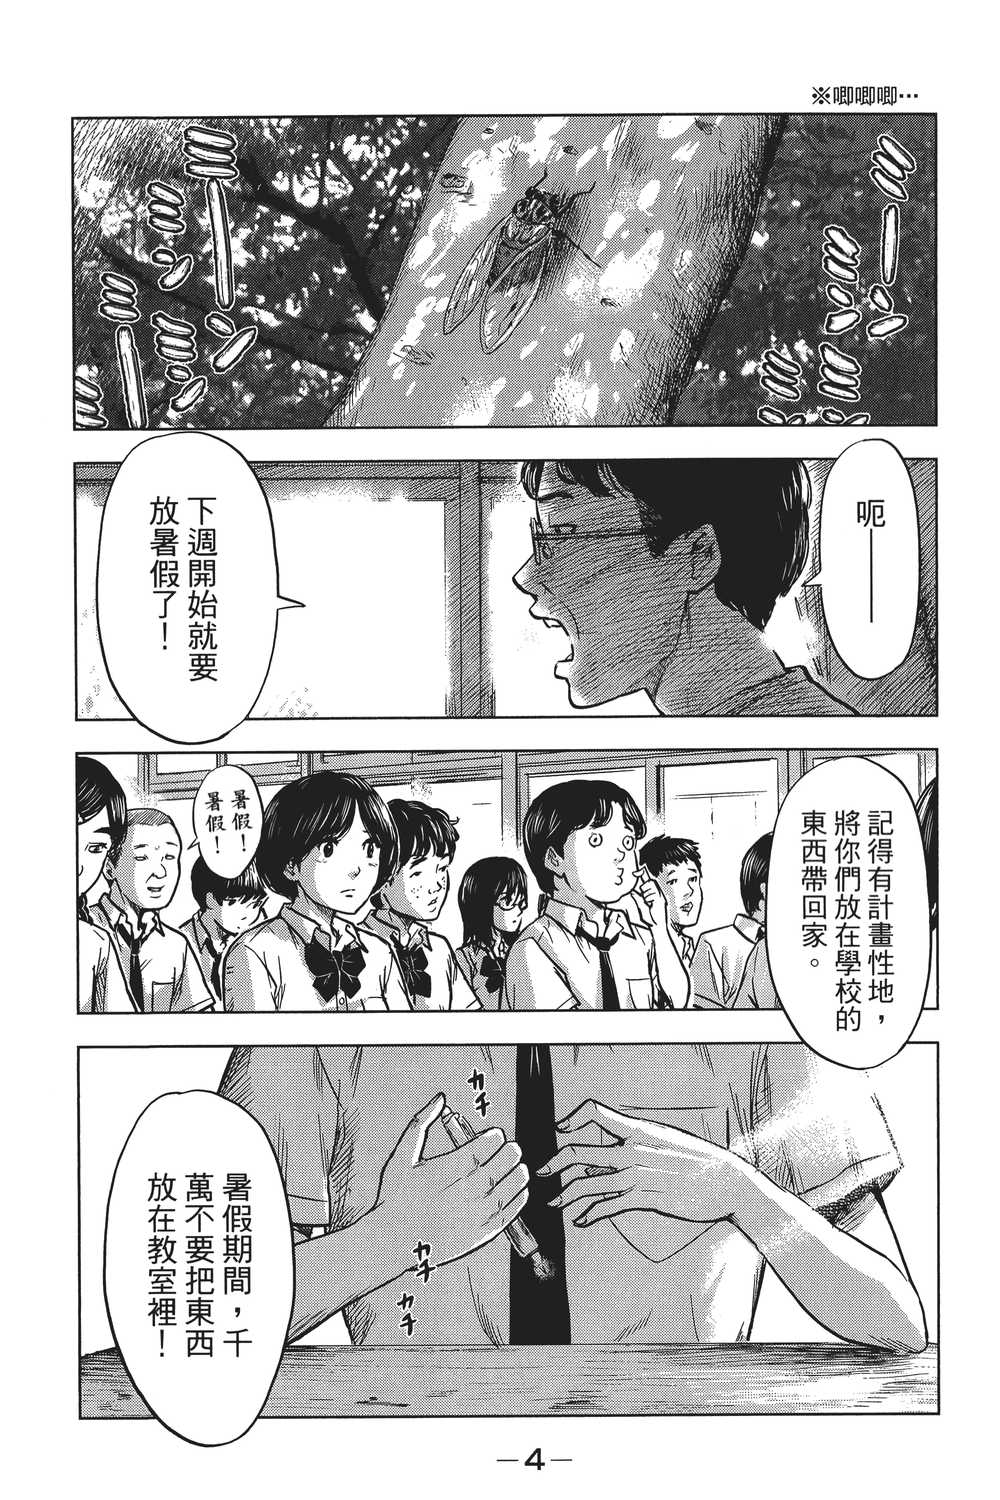 ※唧唧唧…
ミーンミンミンミン
ミーンミンミン
呃——
下週開始就要
放暑假了！
記得有計畫性地，
將你們放在學校的
東西帶回家。
暑假！
暑假！
カチ
カチ
カチ
暑假期間，千
萬不要把東西
放在教室裡！
—4—